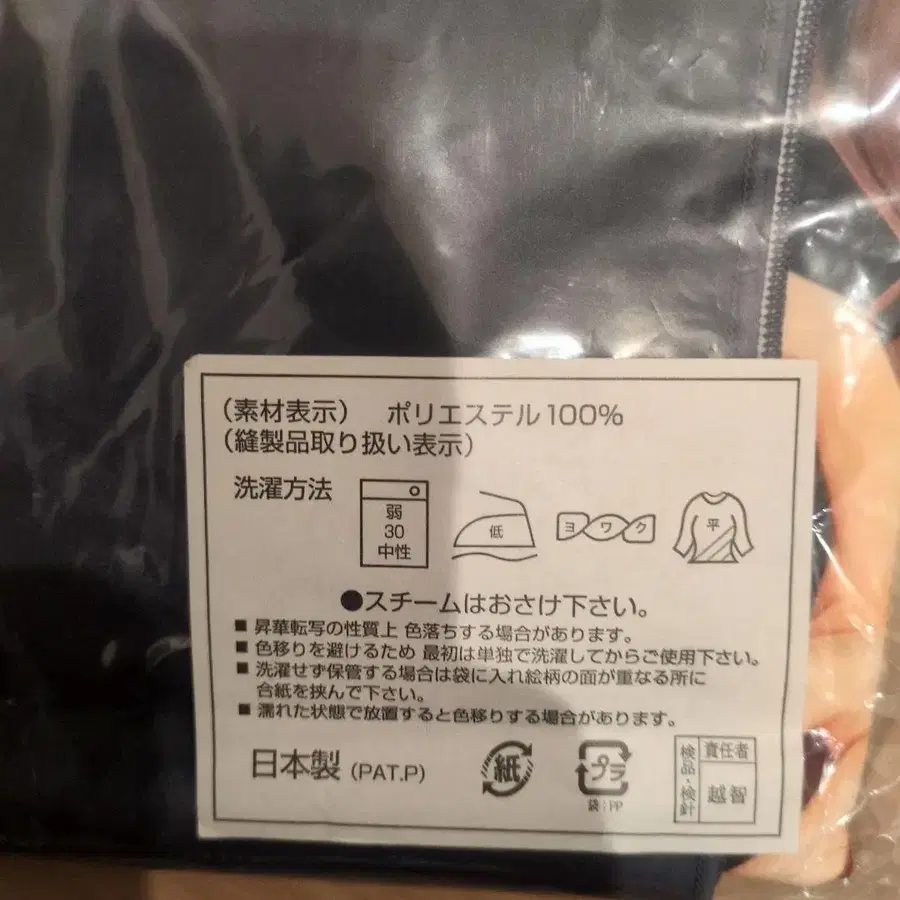 (素材表示) ポリエステル100%
(縫製品取り扱い表示)
洗濯方法
弱
30
中性
低
ヨワク
平
●スチームはおさけ下さい。
■ 昇華転写の性質上 色落ちする場合があります。
■ 色移りを避けるため 最初は単独で洗濯してからご使用下さい。
■ 洗濯せず保管する場合は袋に入れ絵柄の面が重なる所に
合紙を挟んで下さい。
■ 濡れた状態で放置すると色移りする場合があります。
日本製 (PAT.P)
紙
プラ
袋:PP
検品・検針
責任者
越智